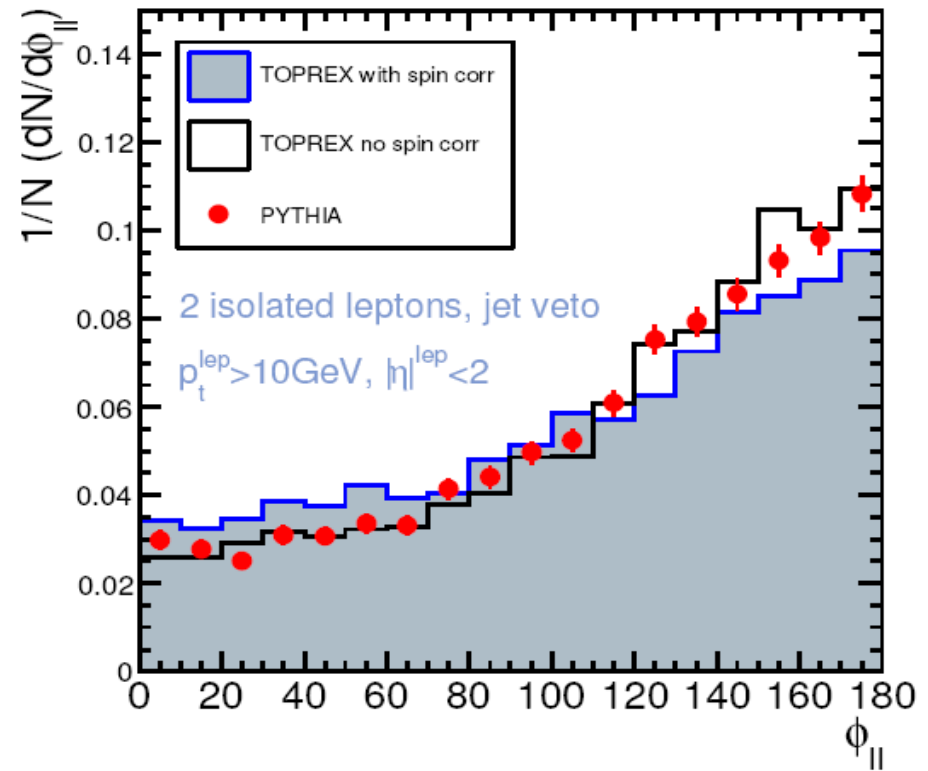 1/N (dN/dϕ_ll)
0.14
0.12
0.1
0.08
0.06
0.04
0.02
0
TOPREX with spin corr
TOPREX no spin corr
PYTHIA
2 isolated leptons, jet veto
p_t^lep>10GeV, |η|^lep<2
0 20 40 60 80 100 120 140 160 180
ϕ_ll